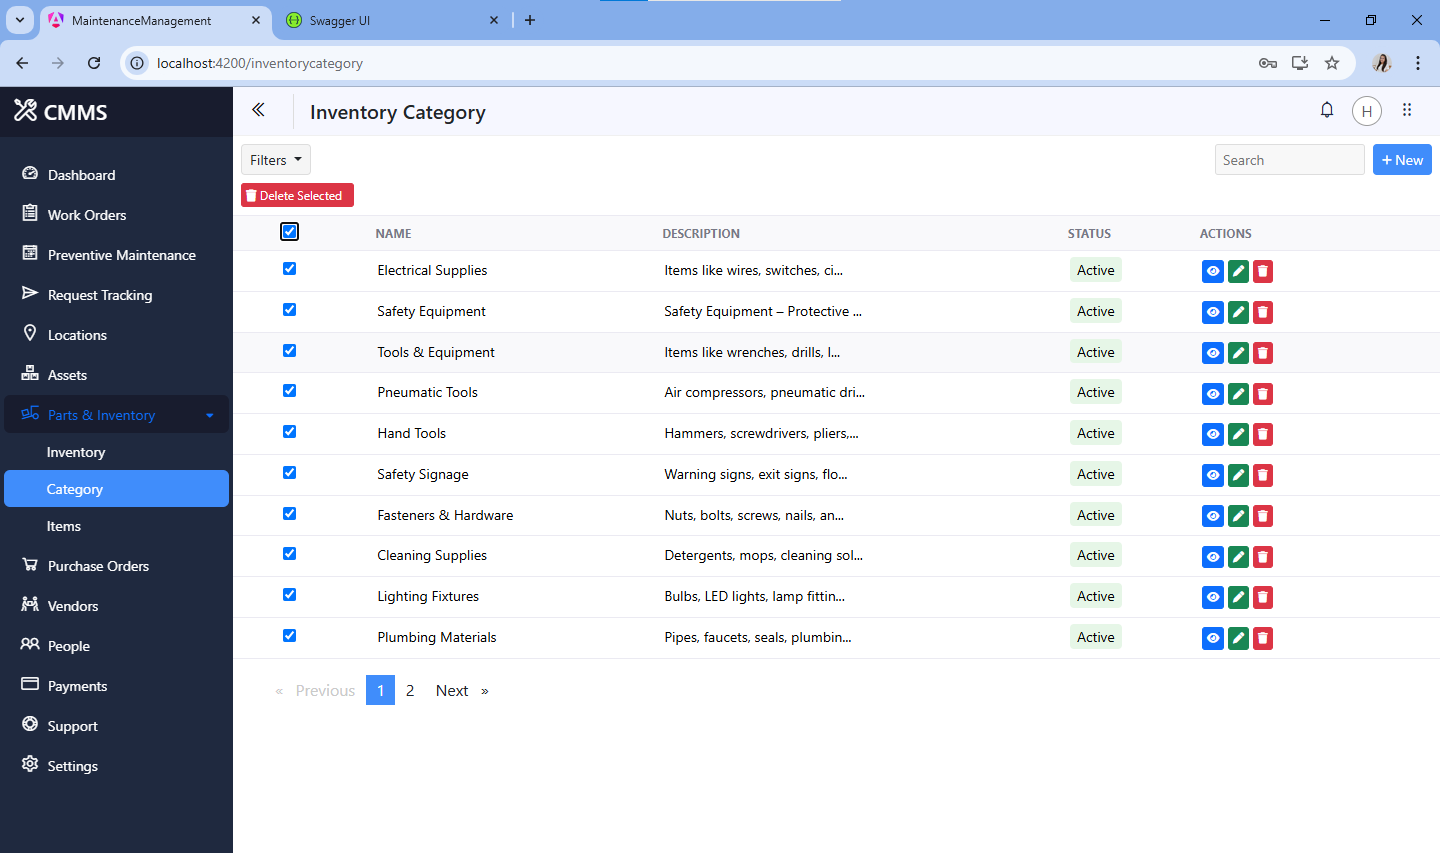 MaintenanceManagement
Swagger UI
localhost:4200/inventorycategory
CMMS
Inventory Category
H
Dashboard
Work Orders
Preventive Maintenance
Request Tracking
Locations
Assets
Parts & Inventory
Inventory
Category
Items
Purchase Orders
Vendors
People
Payments
Support
Settings
Filters
Search
+ New
Delete Selected
NAME DESCRIPTION STATUS ACTIONS
Electrical Supplies Items like wires, switches, ci... Active
Safety Equipment Safety Equipment – Protective ... Active
Tools & Equipment Items like wrenches, drills, l... Active
Pneumatic Tools Air compressors, pneumatic dri... Active
Hand Tools Hammers, screwdrivers, pliers,... Active
Safety Signage Warning signs, exit signs, flo... Active
Fasteners & Hardware Nuts, bolts, screws, nails, an... Active
Cleaning Supplies Detergents, mops, cleaning sol... Active
Lighting Fixtures Bulbs, LED lights, lamp fittin... Active
Plumbing Materials Pipes, faucets, seals, plumbin... Active
« Previous 1 2 Next »